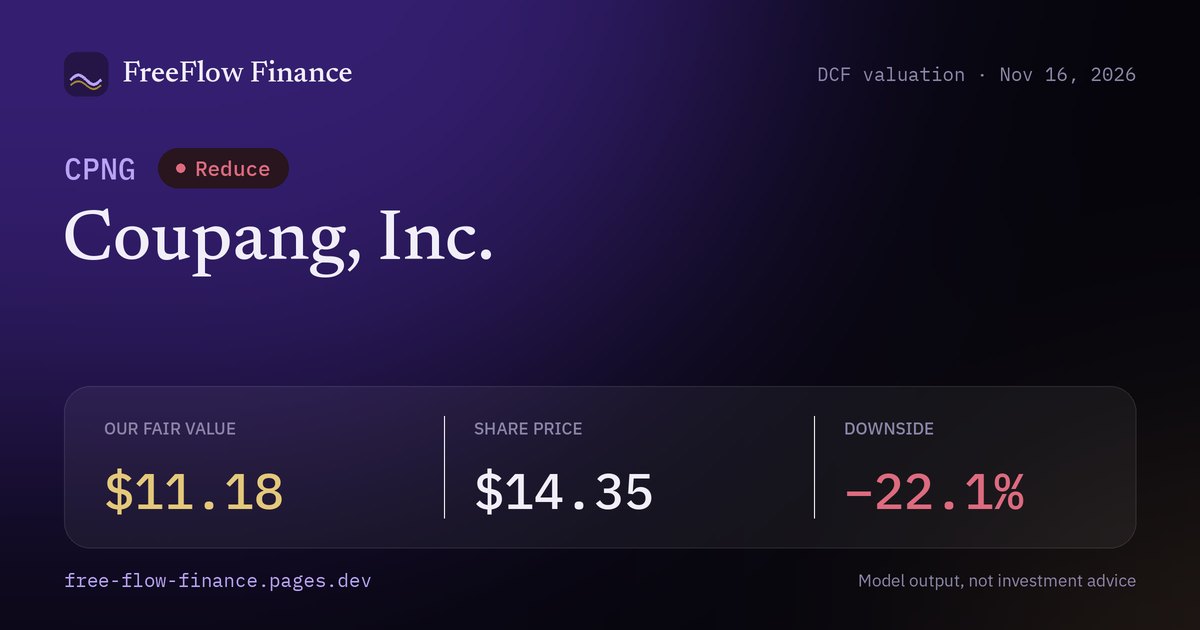 FreeFlow Finance
DCF valuation · Nov 16, 2026
CPNG
Reduce
Coupang, Inc.
OUR FAIR VALUE
$11.18
SHARE PRICE
$14.35
DOWNSIDE
−22.1%
free-flow-finance.pages.dev
Model output, not investment advice